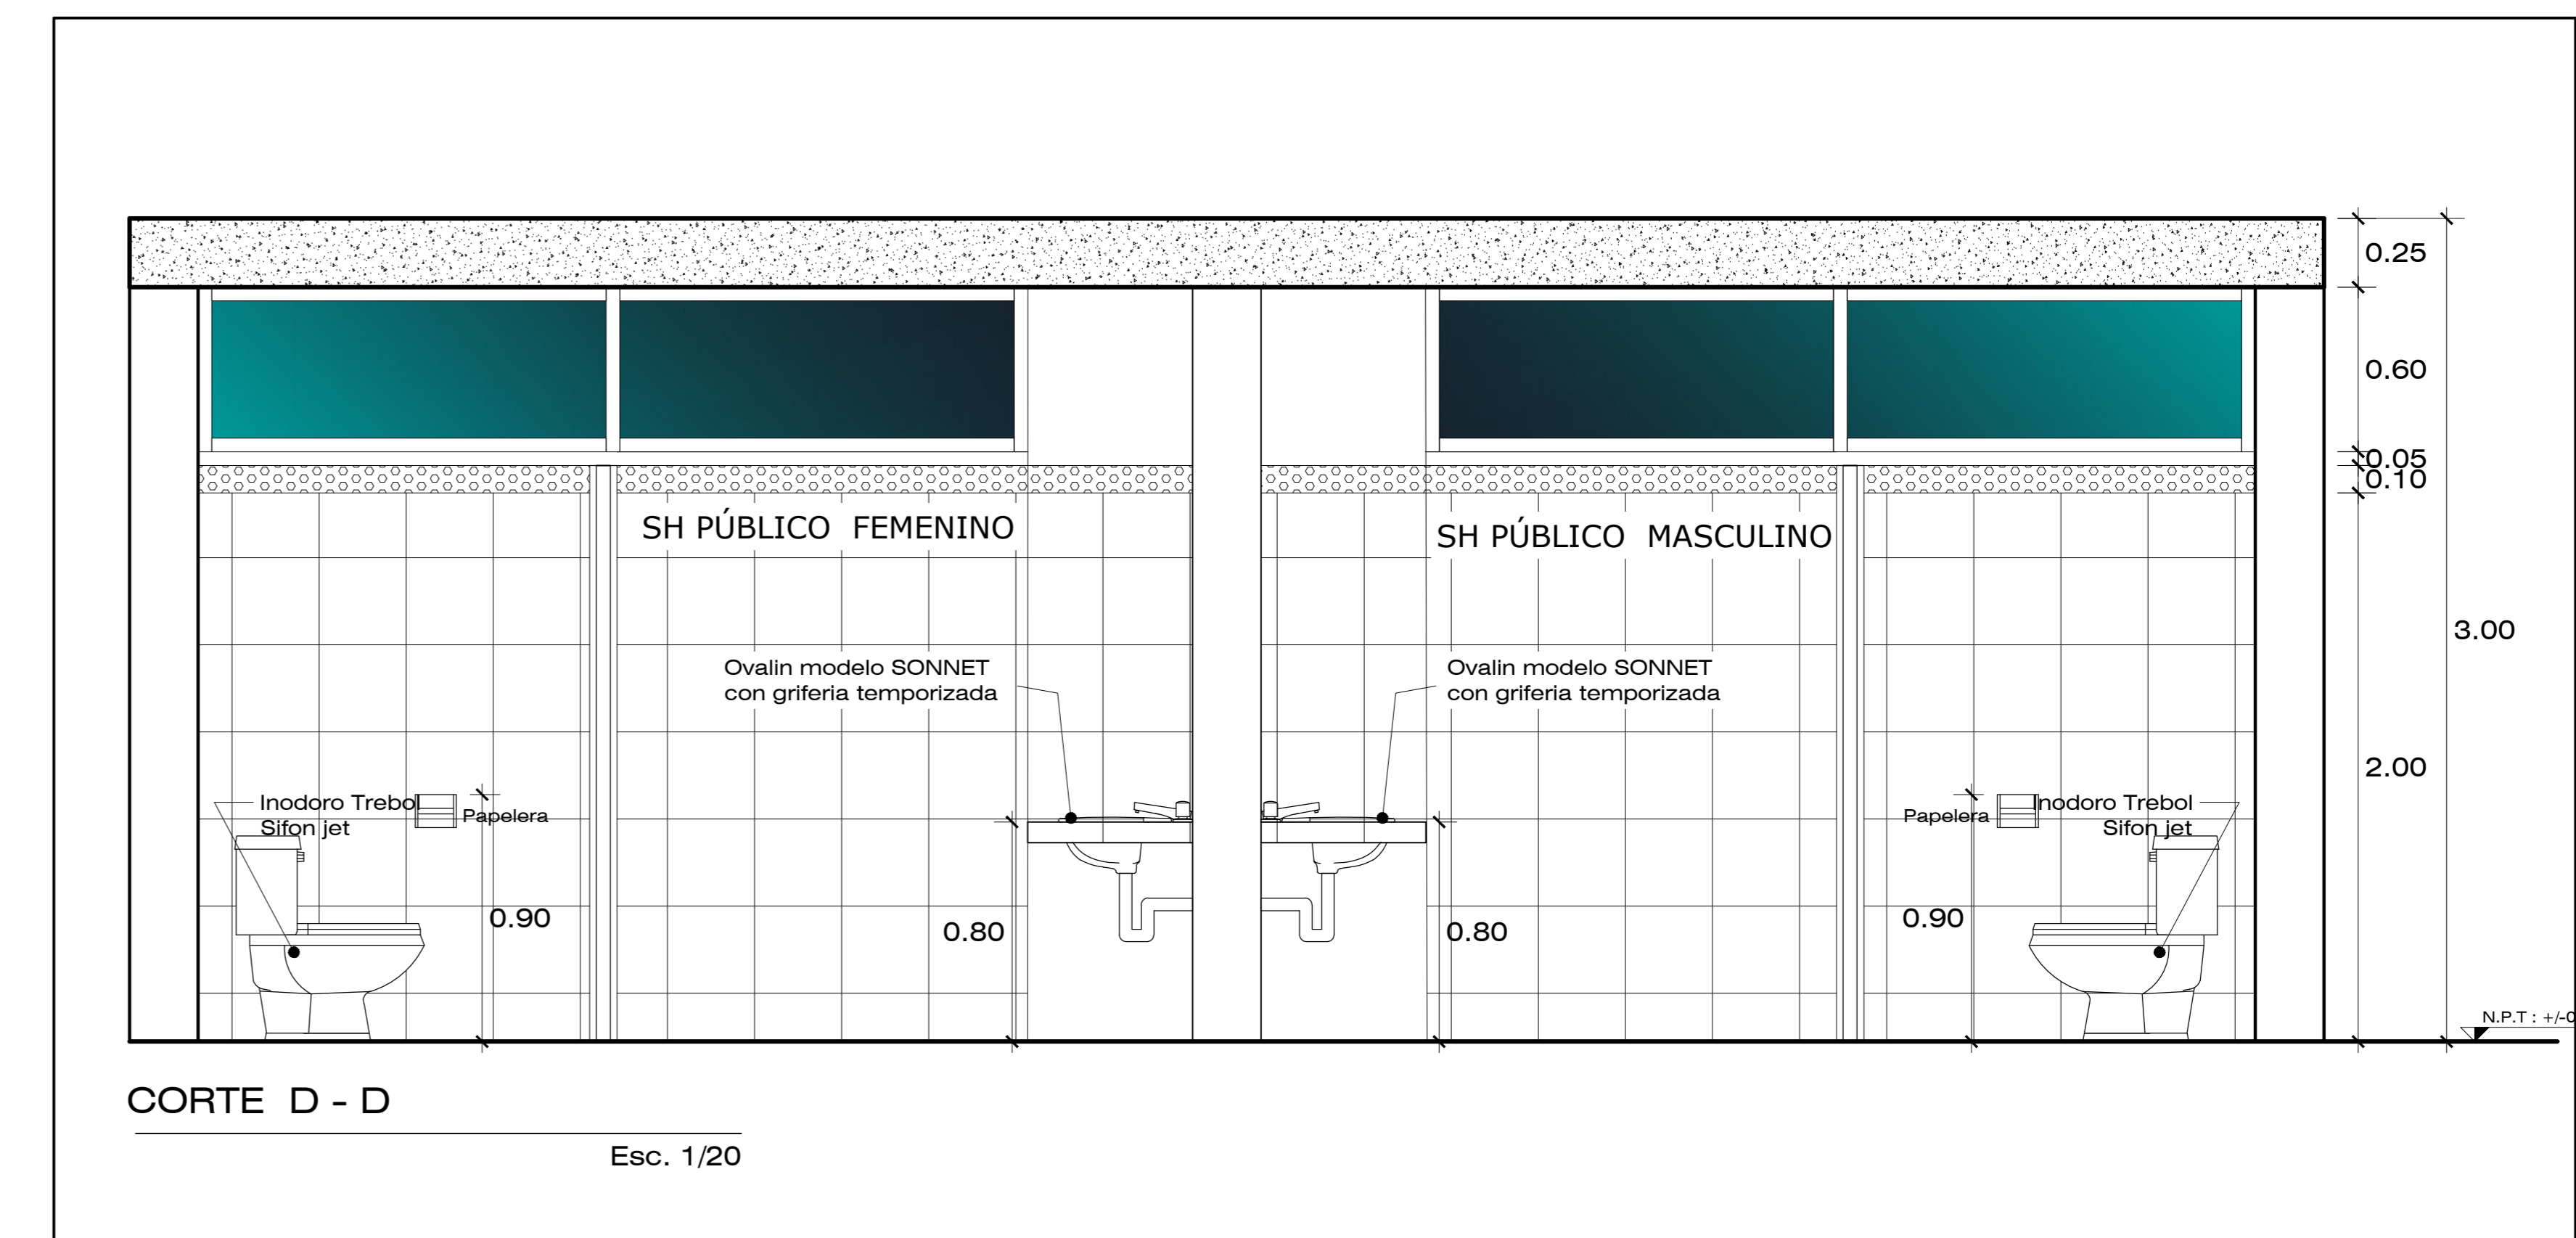 0.25
0.60
0.05
0.10
SH PÚBLICO FEMENINO
SH PÚBLICO MASCULINO
3.00
Ovalin modelo SONNET
con griferia temporizada
Ovalin modelo SONNET
con griferia temporizada
2.00
Inodoro Trebol
Sifon jet
Papelera
Papelera
Inodoro Trebol
Sifon jet
0.90
0.80
0.80
0.90
N.P.T : +/-0
CORTE D - D
Esc. 1/20